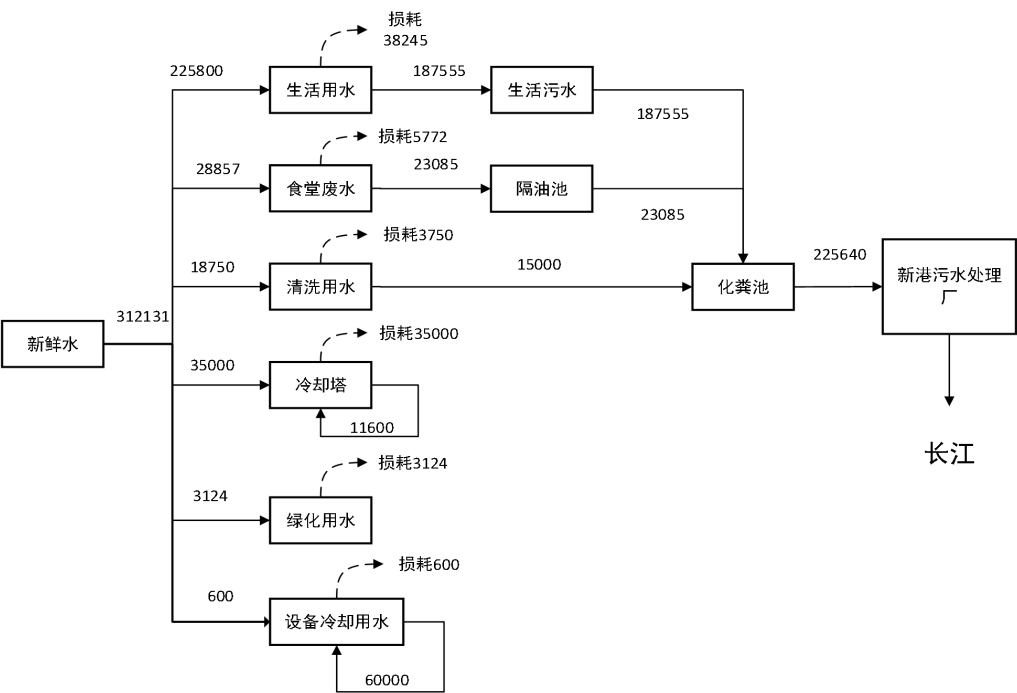 损耗
38245
225800
生活用水
187555
生活污水
187555
损耗5772
28857
食堂废水
23085
隔油池
23085
损耗3750
18750
清洗用水
15000
化粪池
225640
新港污水处理
厂
新鲜水
312131
损耗35000
35000
冷却塔
11600
长江
损耗3124
3124
绿化用水
损耗600
600
设备冷却用水
60000